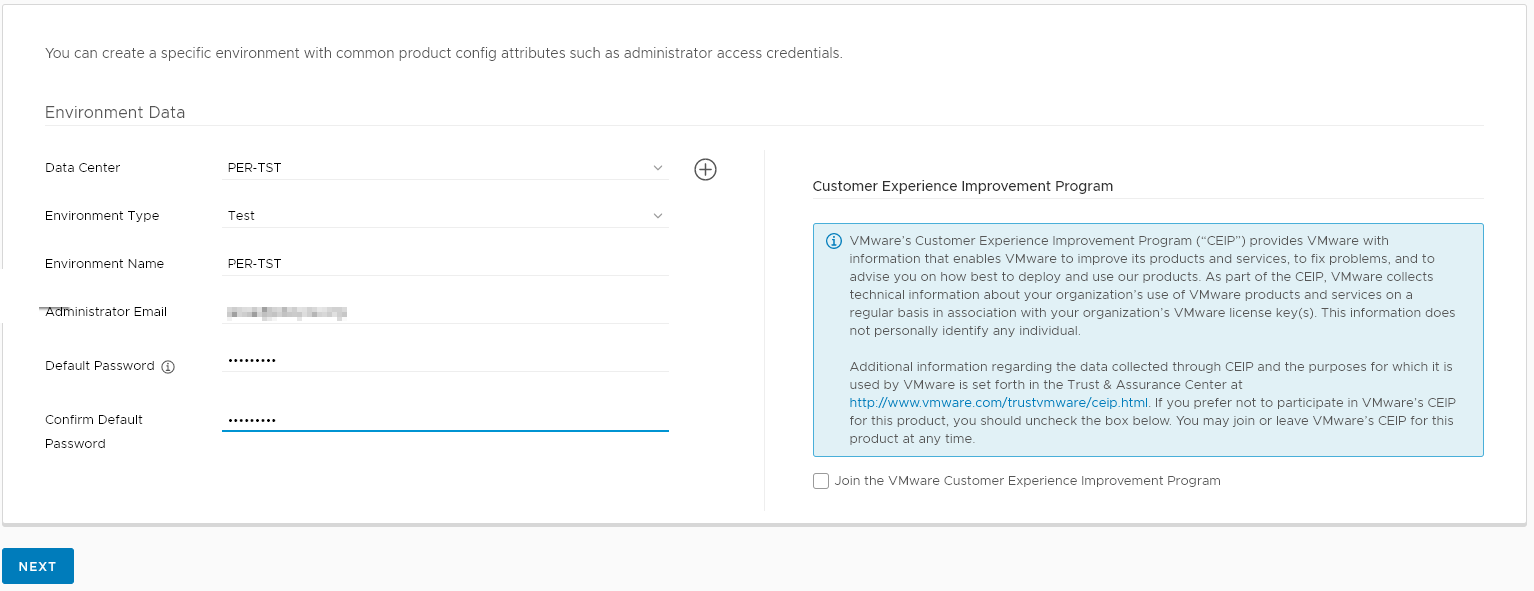 You can create a specific environment with common product config attributes such as administrator access credentials.
Environment Data
Data Center
PER-TST
Environment Type
Test
Environment Name
PER-TST
Administrator Email
Default Password
•••••••••
Confirm Default
Password
•••••••••
Customer Experience Improvement Program
VMware's Customer Experience Improvement Program (“CEIP”) provides VMware with
information that enables VMware to improve its products and services, to fix problems, and to
advise you on how best to deploy and use our products. As part of the CEIP, VMware collects
technical information about your organization's use of VMware products and services on a
regular basis in association with your organization's VMware license key(s). This information does
not personally identify any individual.
Additional information regarding the data collected through CEIP and the purposes for which it is
used by VMware is set forth in the Trust & Assurance Center at
http://www.vmware.com/trustvmware/ceip.html. If you prefer not to participate in VMware's CEIP
for this product, you should uncheck the box below. You may join or leave VMware's CEIP for this
product at any time.
Join the VMware Customer Experience Improvement Program
NEXT